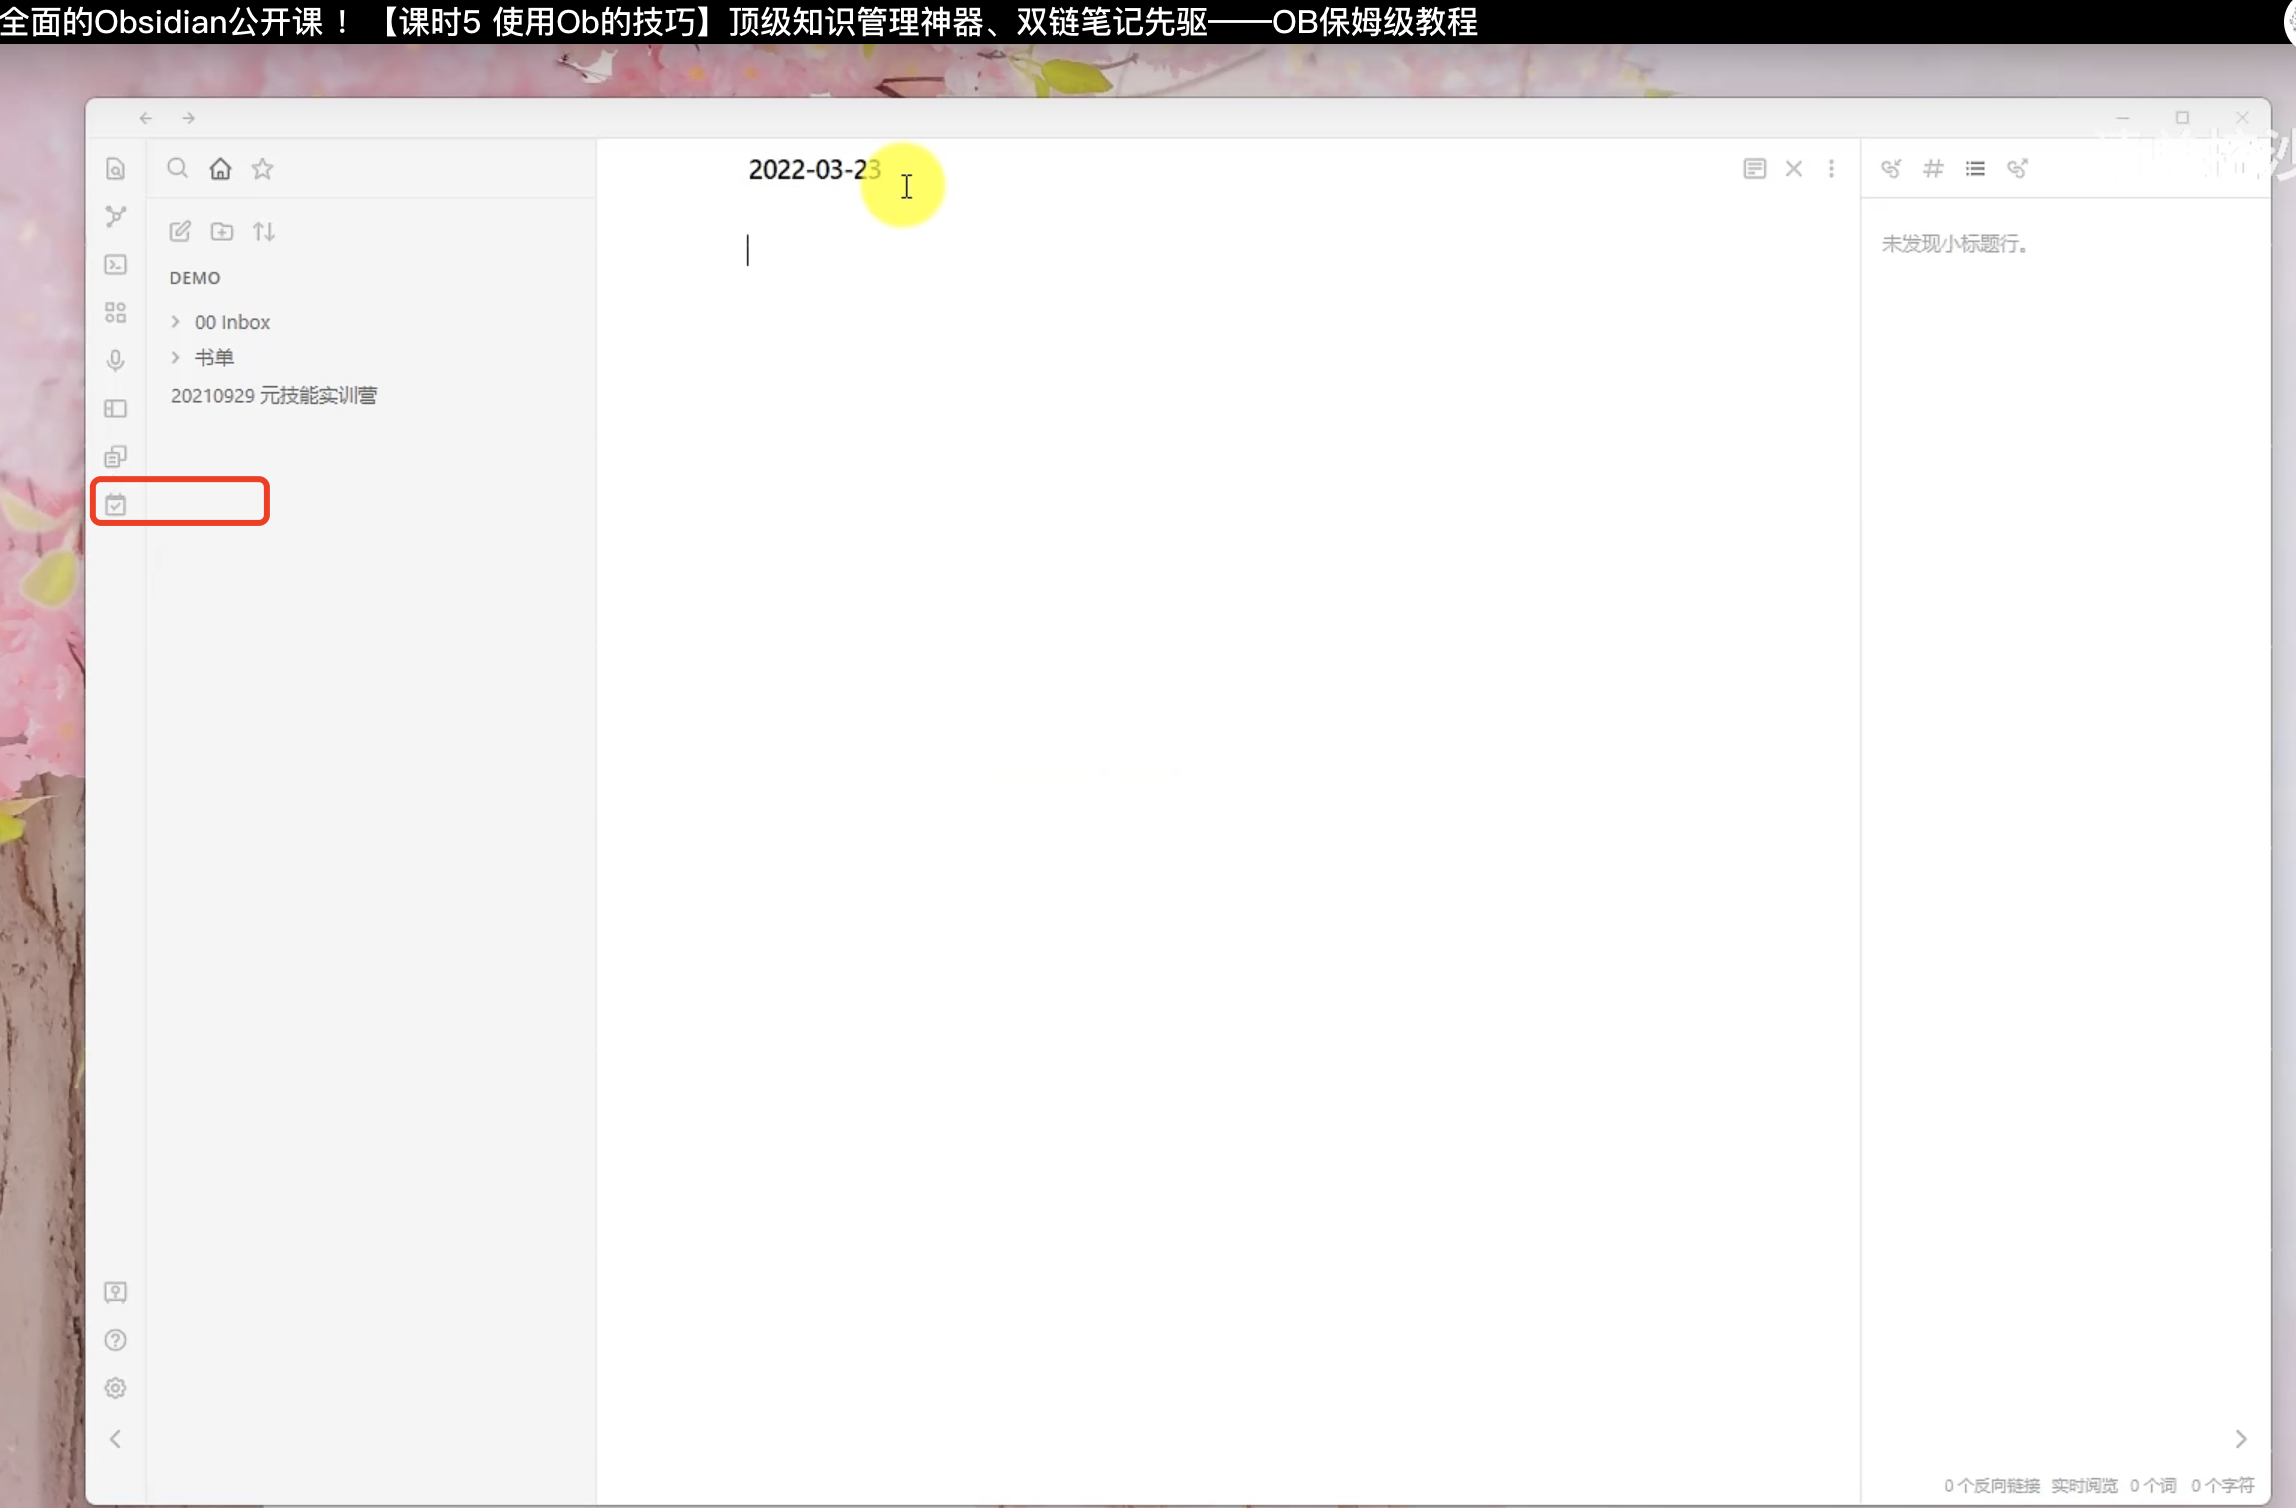 全面的Obsidian公开课！【课时5 使用Ob的技巧】顶级知识管理神器、双链笔记先驱——OB保姆级教程
2022-03-23
DEMO
00 Inbox
书单
20210929 元技能实训营
未发现小标题行。
0 个反向链接 实时阅览 0 个词 0 个字符